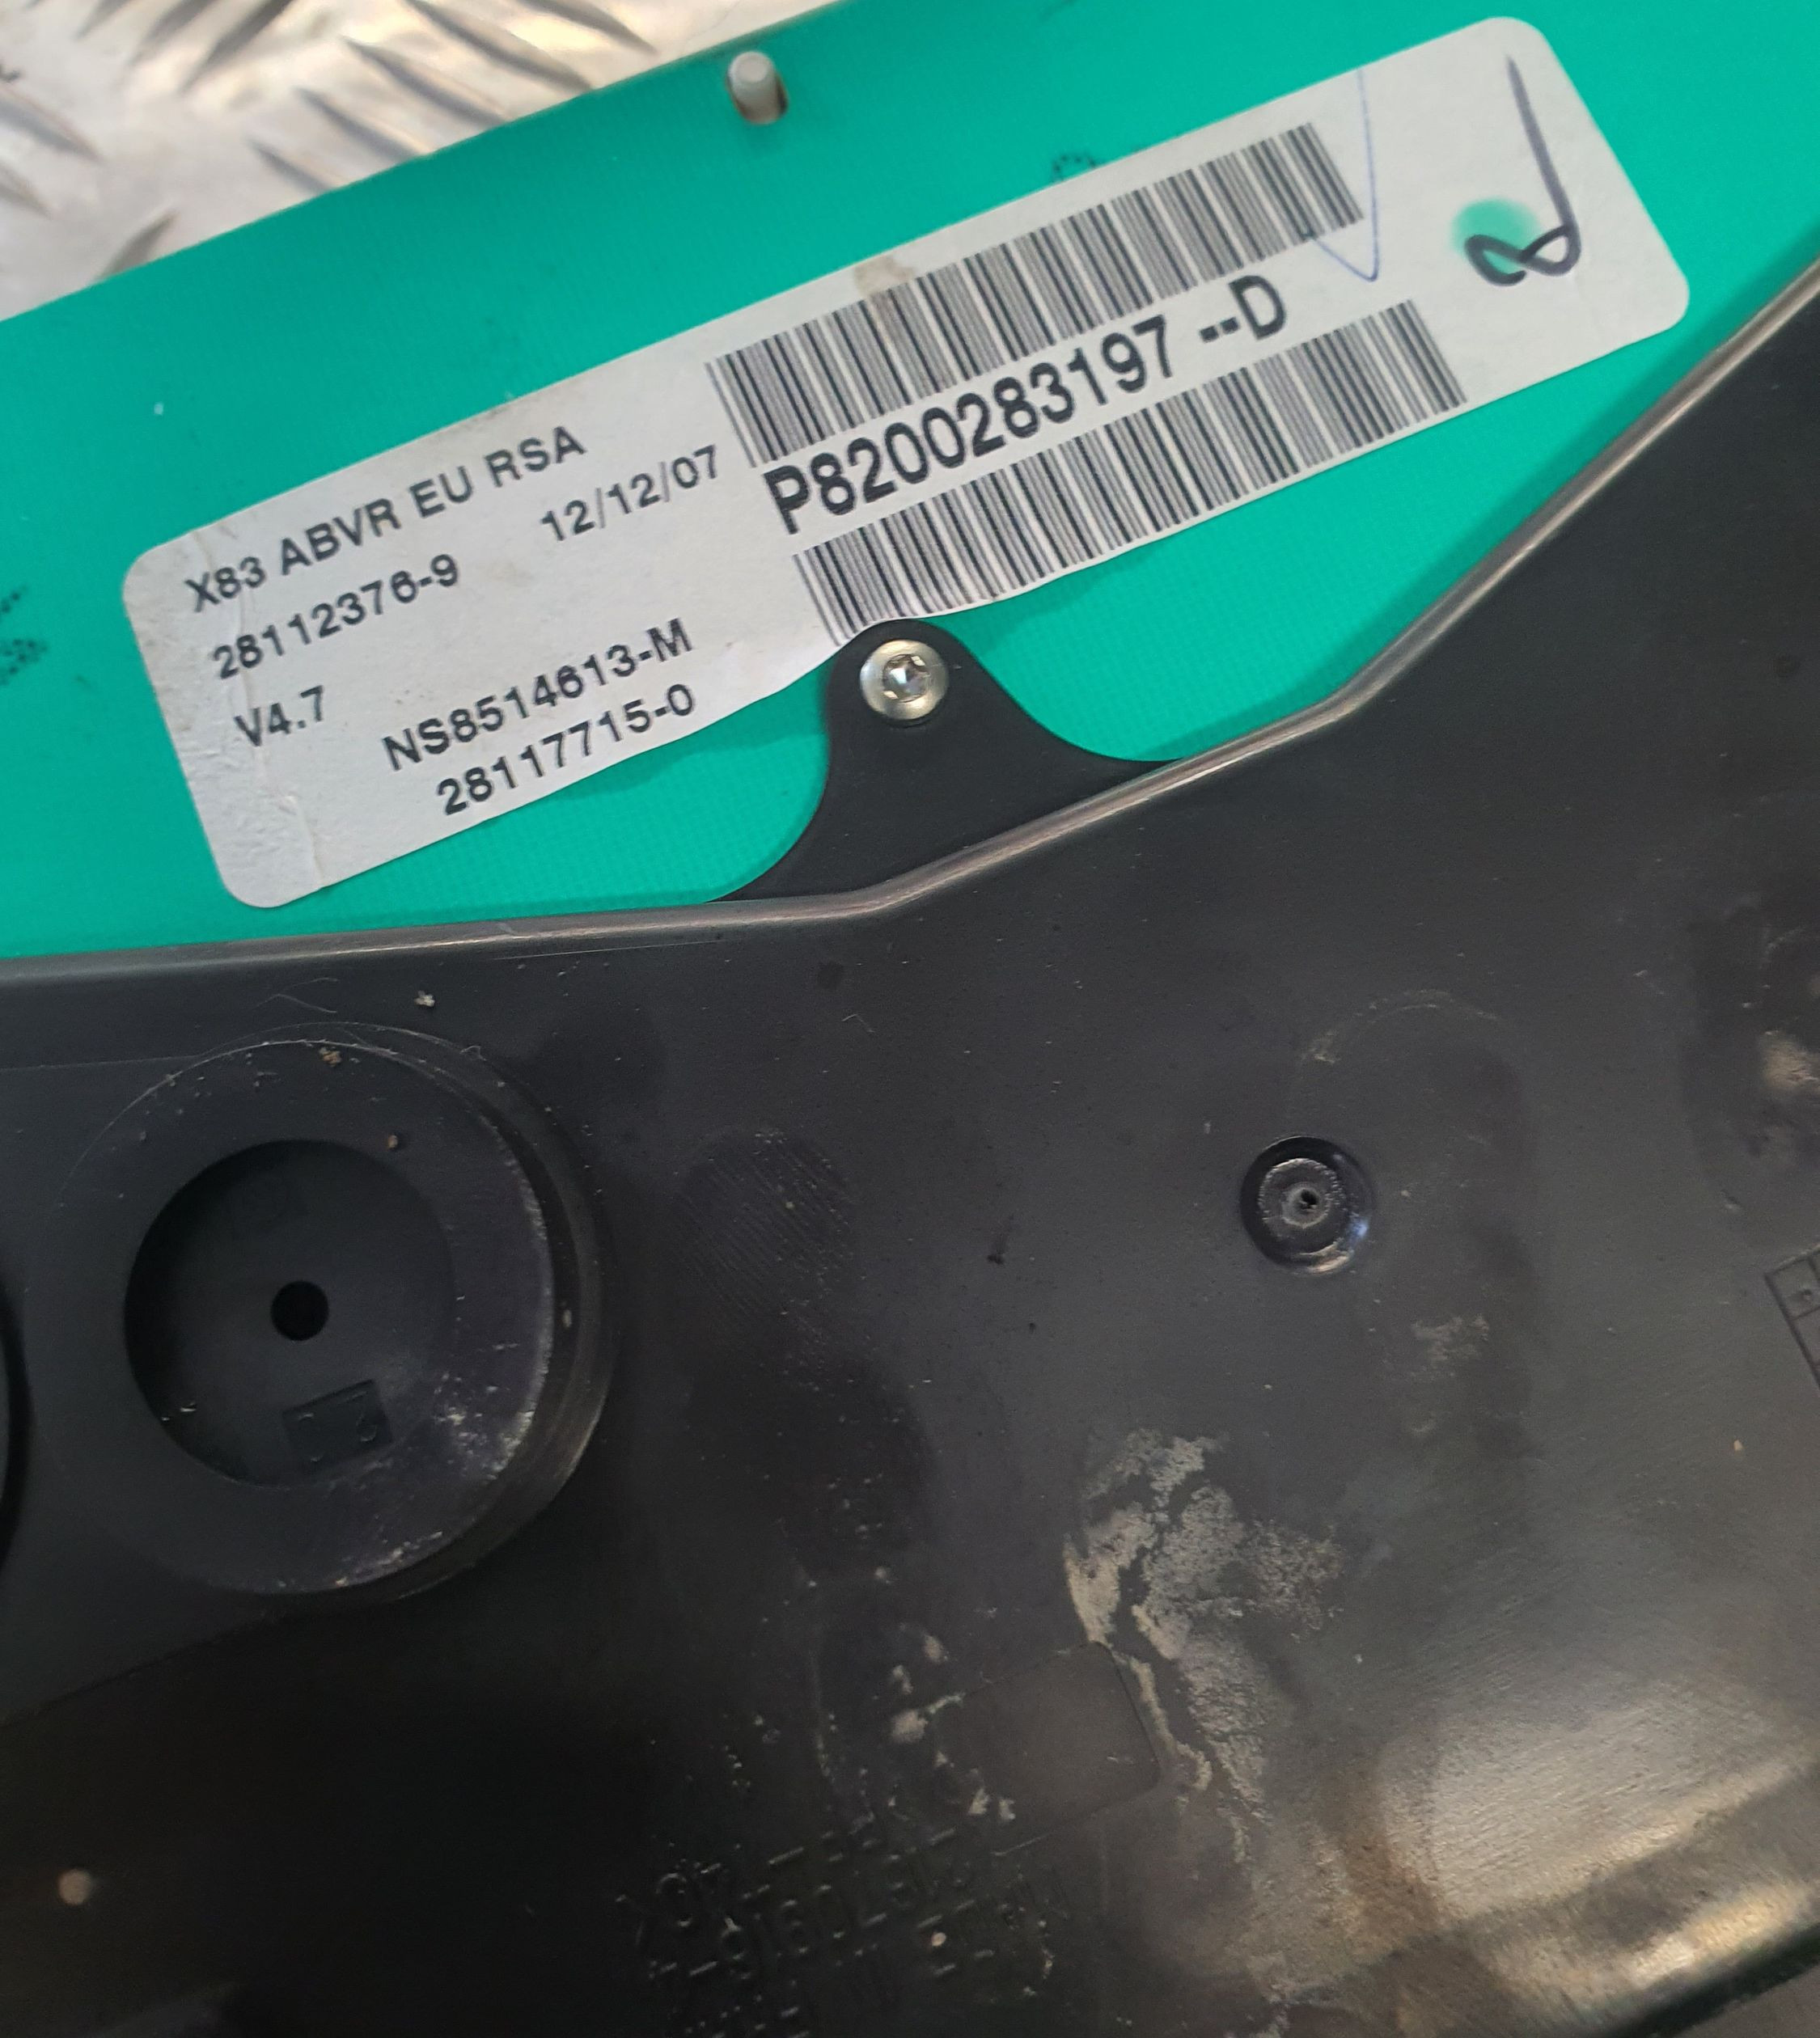 X83 ABVR EU RSA
28112376-9 12/12/07
V4.7
NS8514613-M
28117715-0
P8200283197 --D